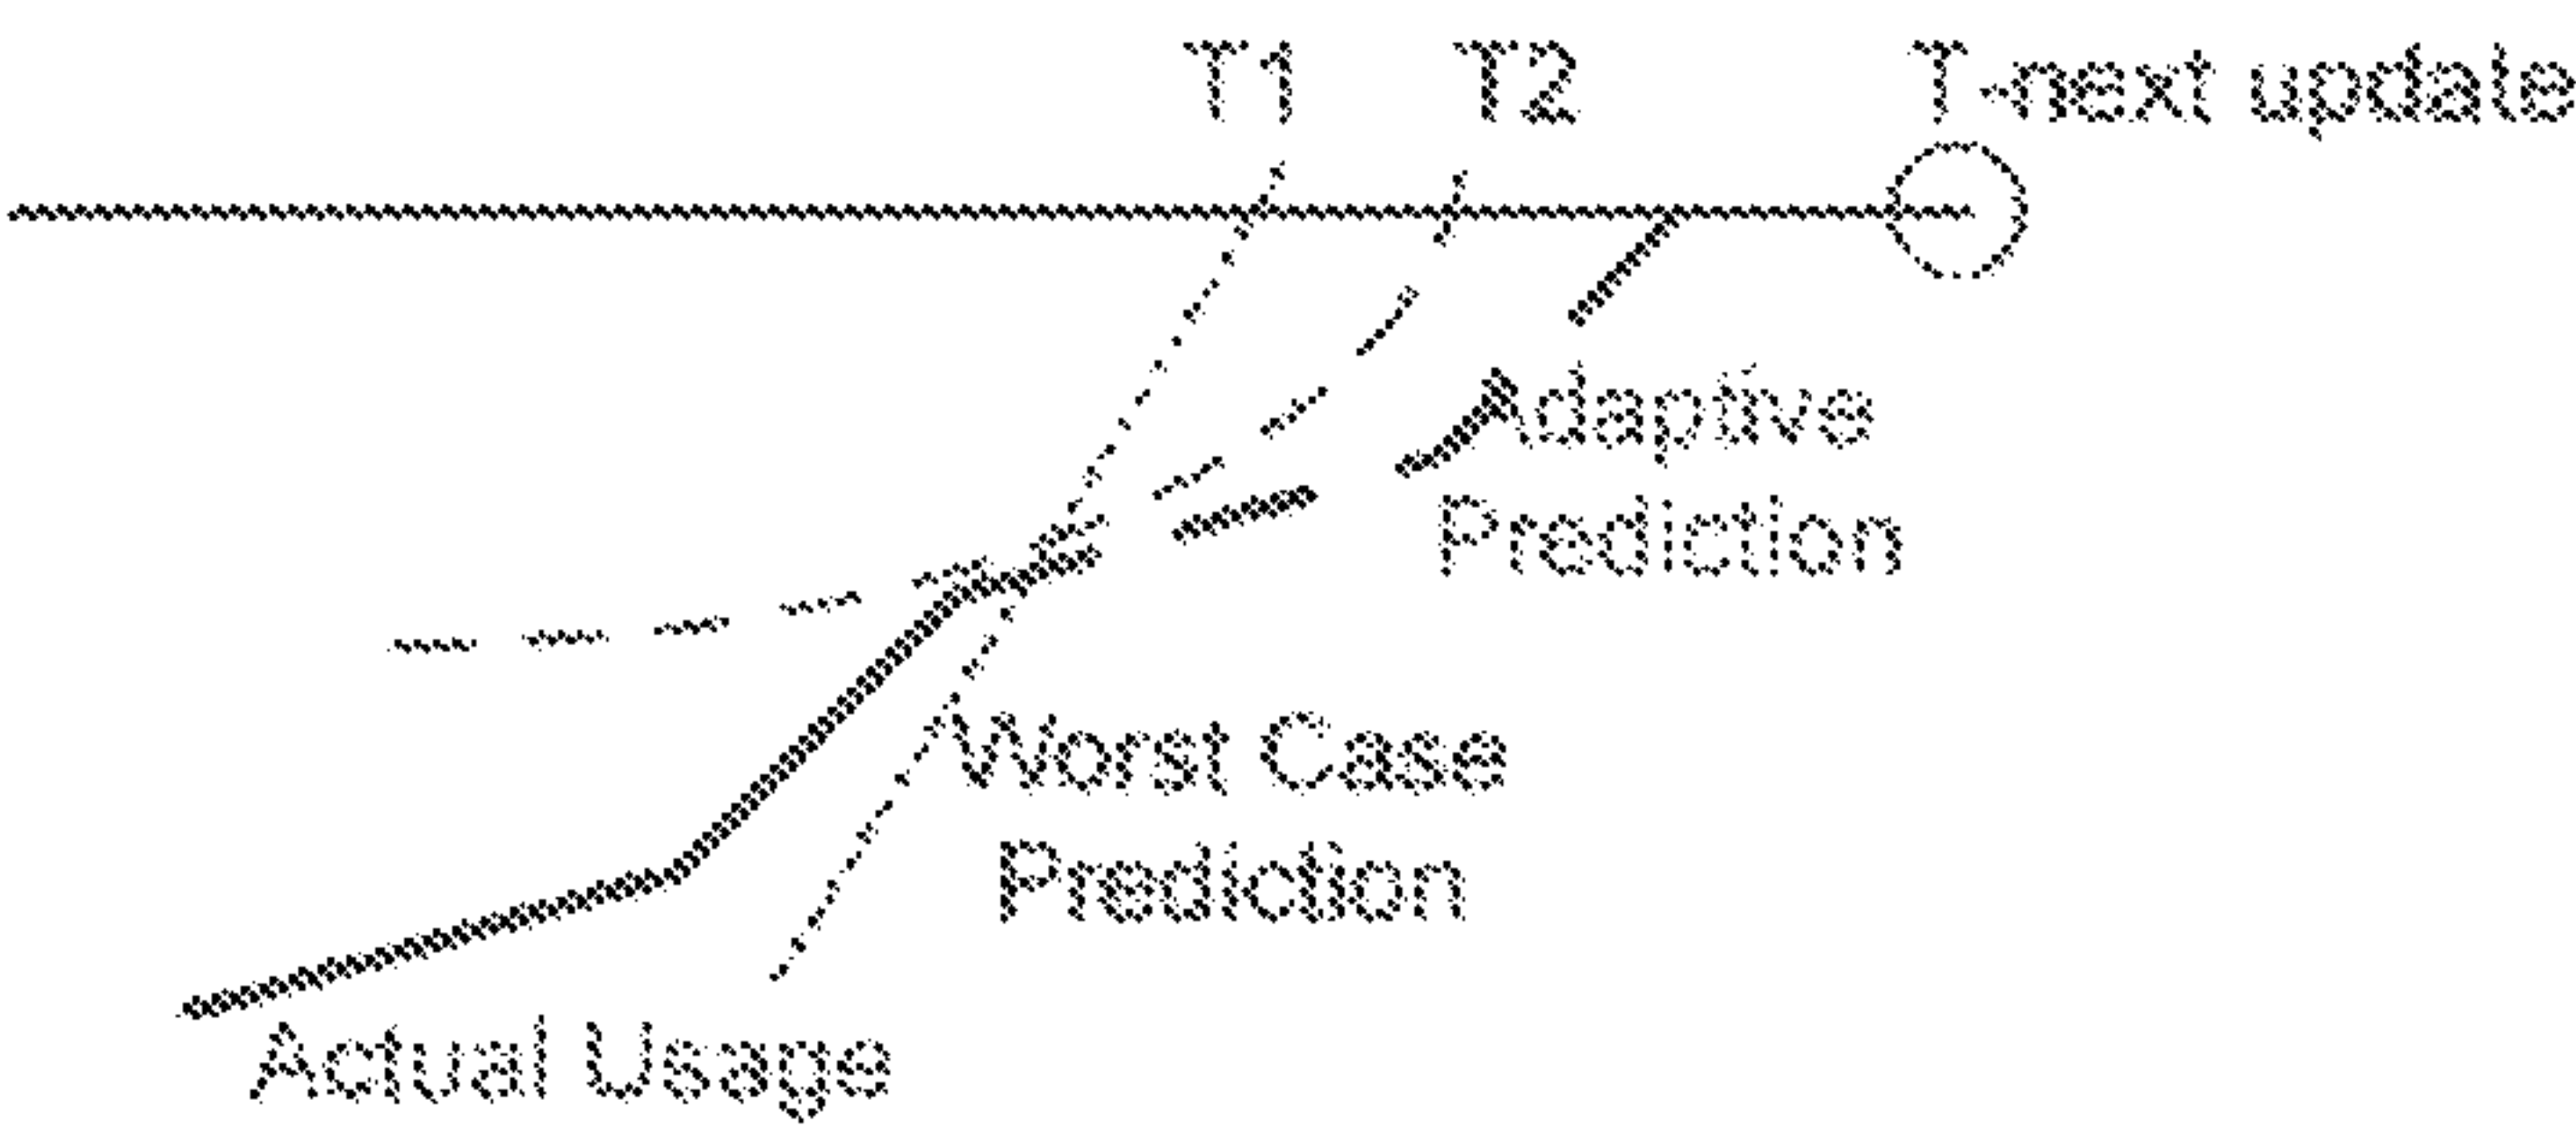 T1 T2 T-next update
Adaptive
Prediction
Worst Case
Prediction
Actual Usage